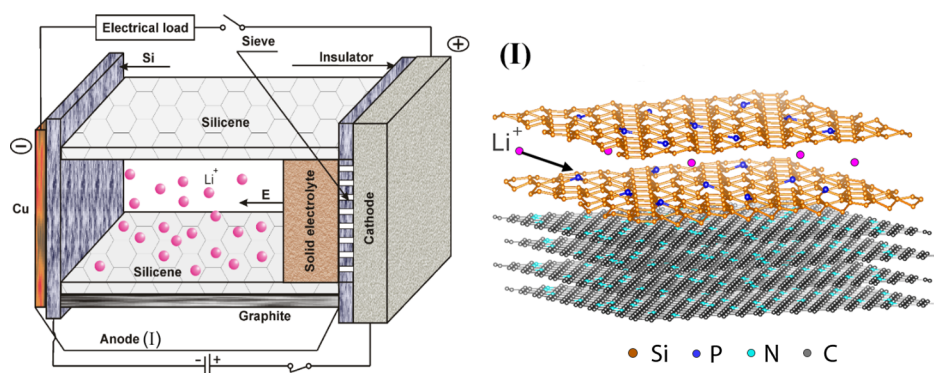 Electrical load
Sieve
Si
Insulator
+
Silicene
−
Li+
E
Cu
Solid electrolyte
Cathode
Silicene
Graphite
Anode (I)
- +
(I)
Li+
Si P N C